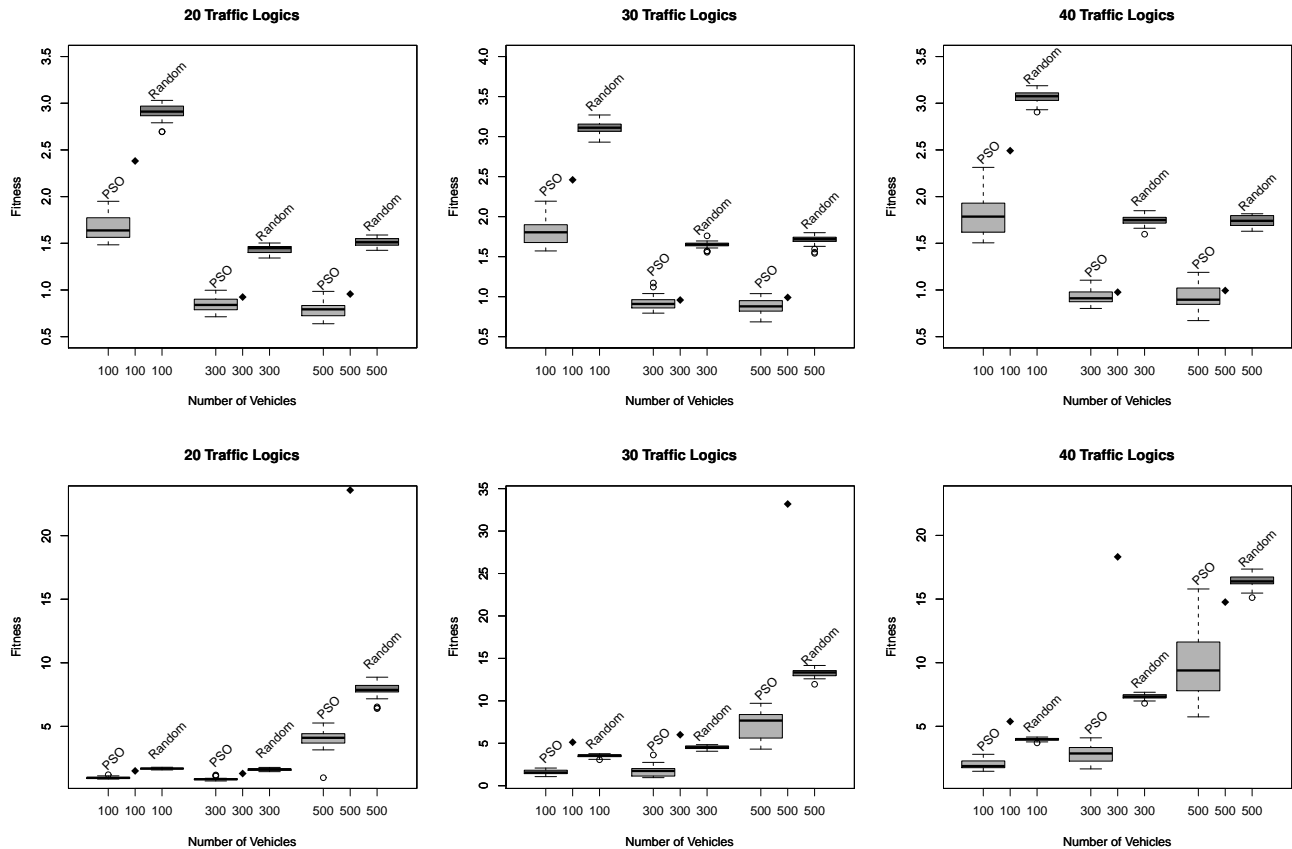 20 Traffic Logics
3.5
3.0
2.5
2.0
1.5
1.0
0.5
Fitness
PSO
Random
PSO
Random
PSO
Random
100 100 100 300 300 300 500 500 500
Number of Vehicles
30 Traffic Logics
4.0
3.5
3.0
2.5
2.0
1.5
1.0
0.5
Fitness
PSO
Random
PSO
Random
PSO
Random
100 100 100 300 300 300 500 500 500
Number of Vehicles
40 Traffic Logics
3.5
3.0
2.5
2.0
1.5
1.0
0.5
Fitness
PSO
Random
PSO
Random
PSO
Random
100 100 100 300 300 300 500 500 500
Number of Vehicles
20 Traffic Logics
20
15
10
5
Fitness
PSO
Random
PSO
Random
PSO
Random
100 100 100 300 300 300 500 500 500
Number of Vehicles
30 Traffic Logics
35
30
25
20
15
10
5
0
Fitness
PSO
Random
PSO
Random
PSO
Random
100 100 100 300 300 300 500 500 500
Number of Vehicles
40 Traffic Logics
20
15
10
5
Fitness
PSO
Random
PSO
Random
PSO
Random
100 100 100 300 300 300 500 500 500
Number of Vehicles